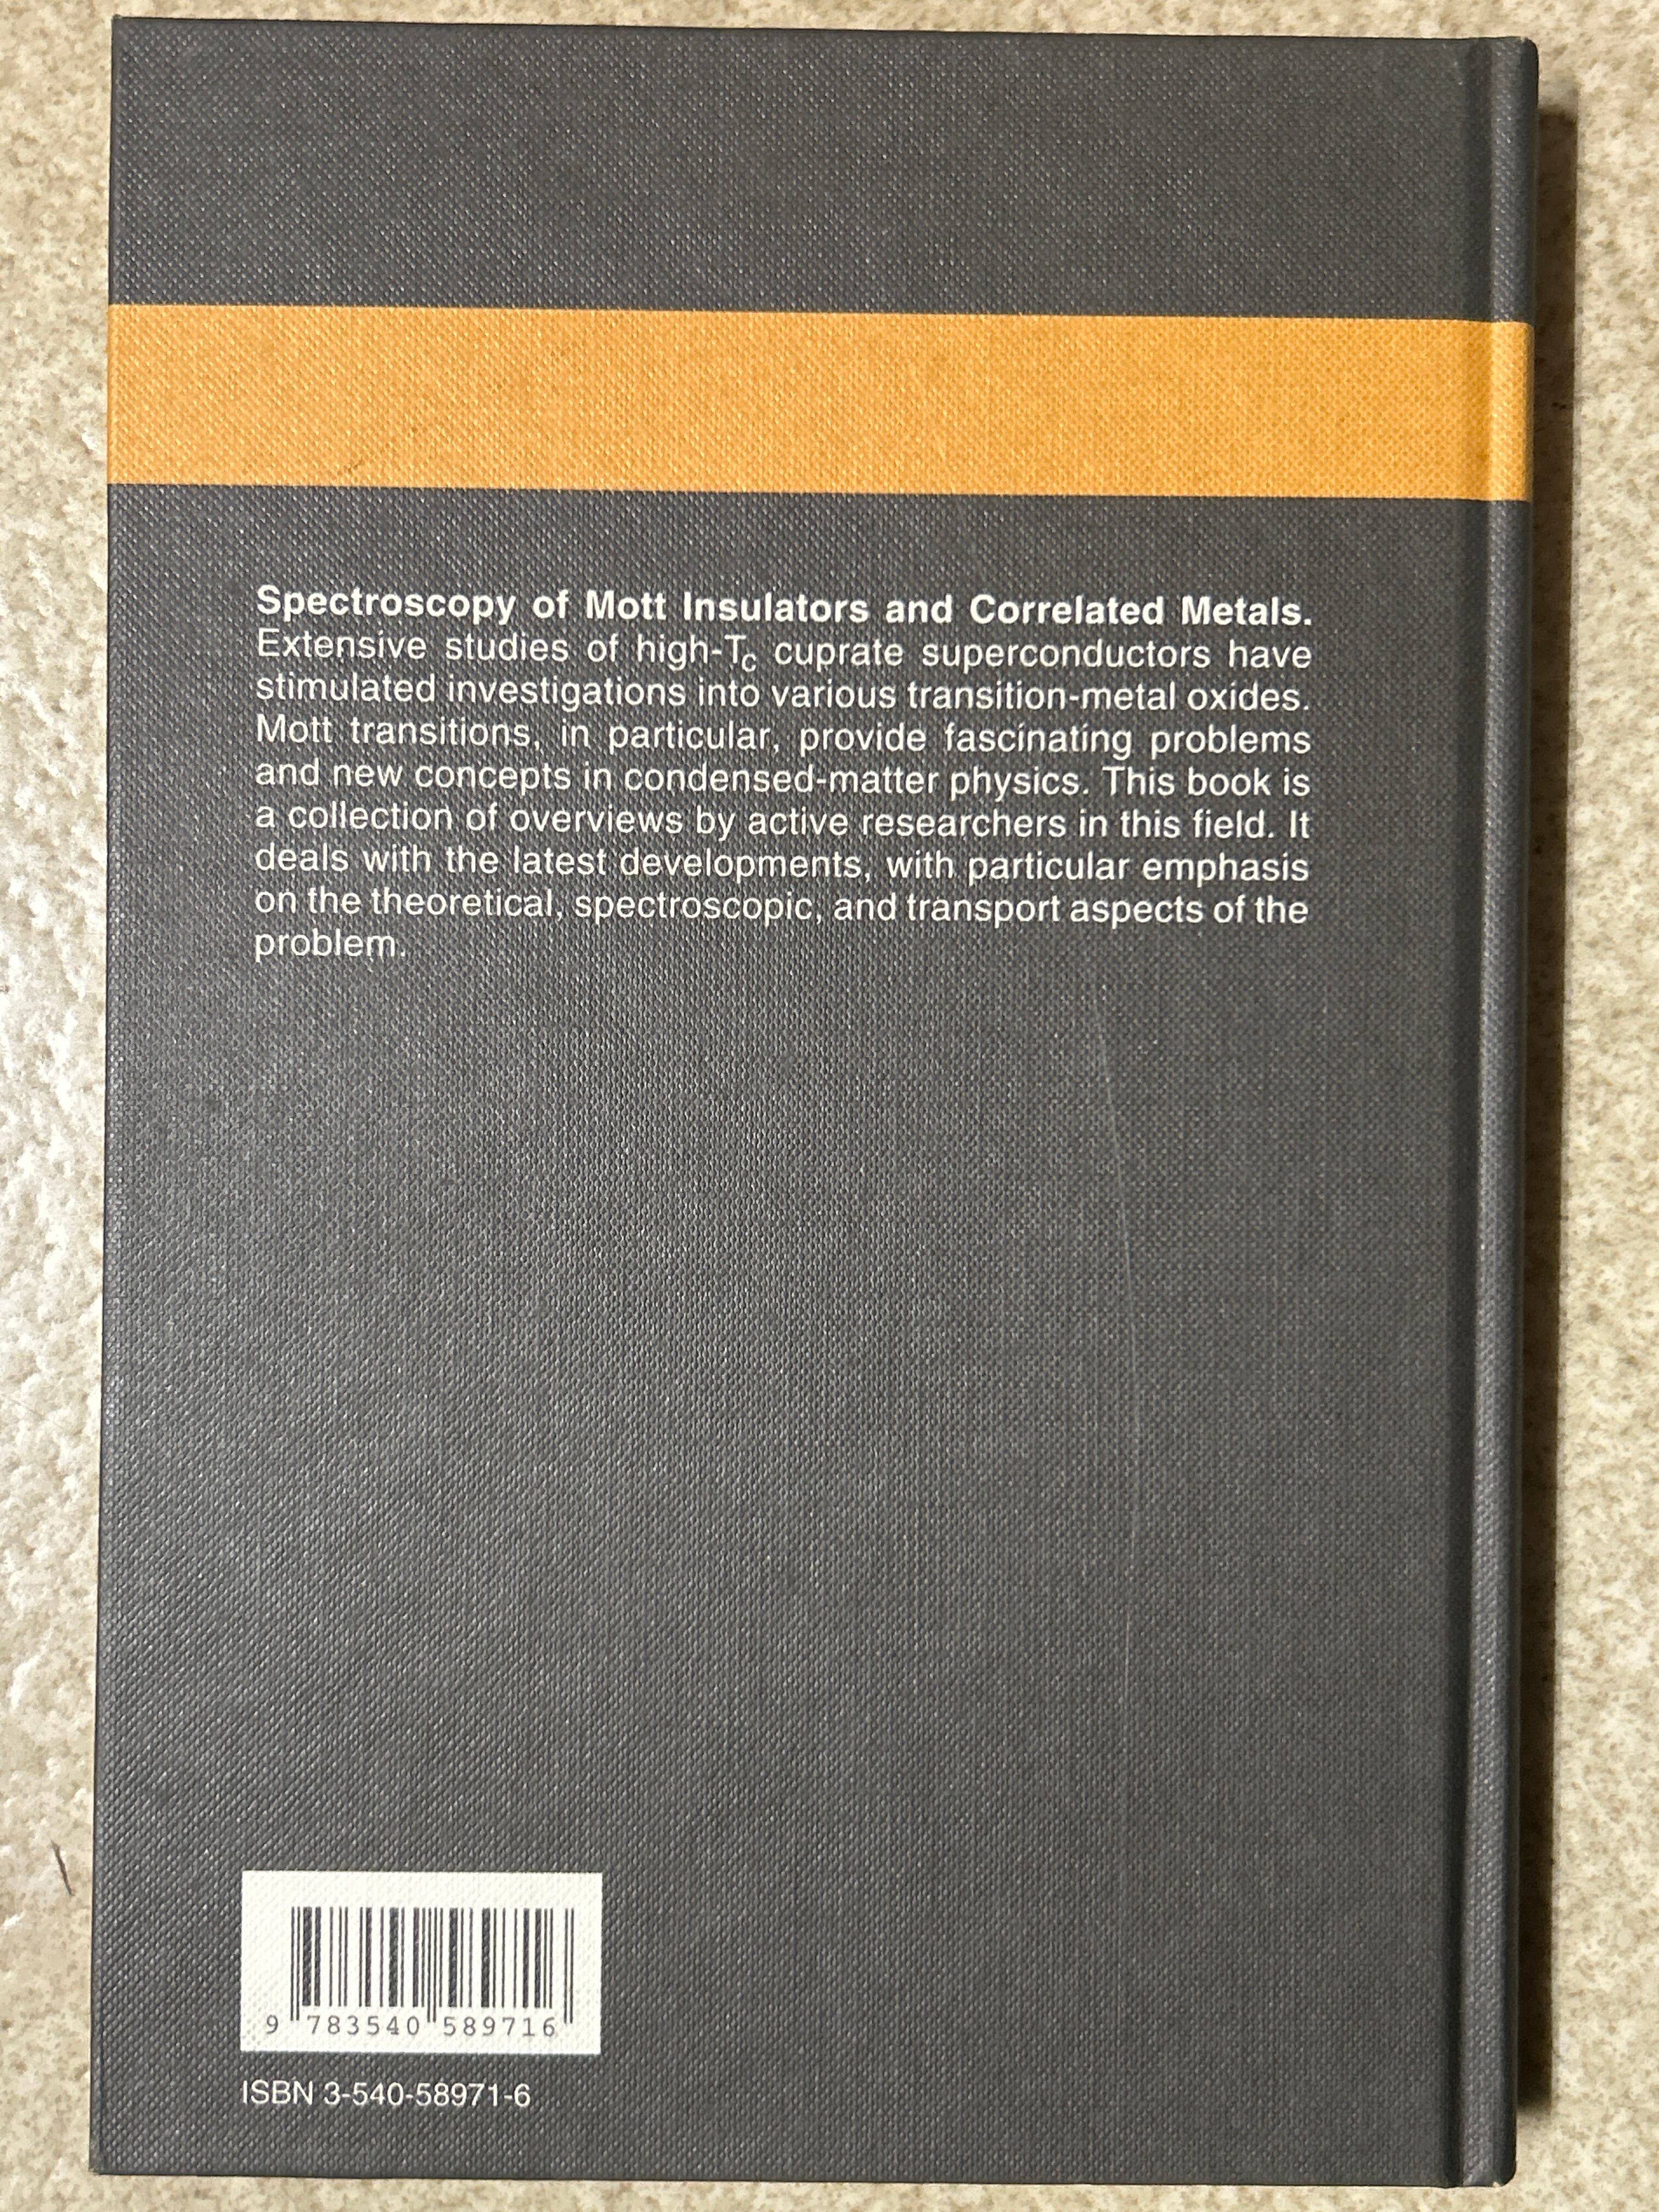 Spectroscopy of Mott Insulators and Correlated Metals.
Extensive studies of high-Tc cuprate superconductors have
stimulated investigations into various transition-metal oxides.
Mott transitions, in particular, provide fascinating problems
and new concepts in condensed-matter physics. This book is
a collection of overviews by active researchers in this field. It
deals with the latest developments, with particular emphasis
on the theoretical, spectroscopic, and transport aspects of the
problem.
9 783540 589716
ISBN 3-540-58971-6